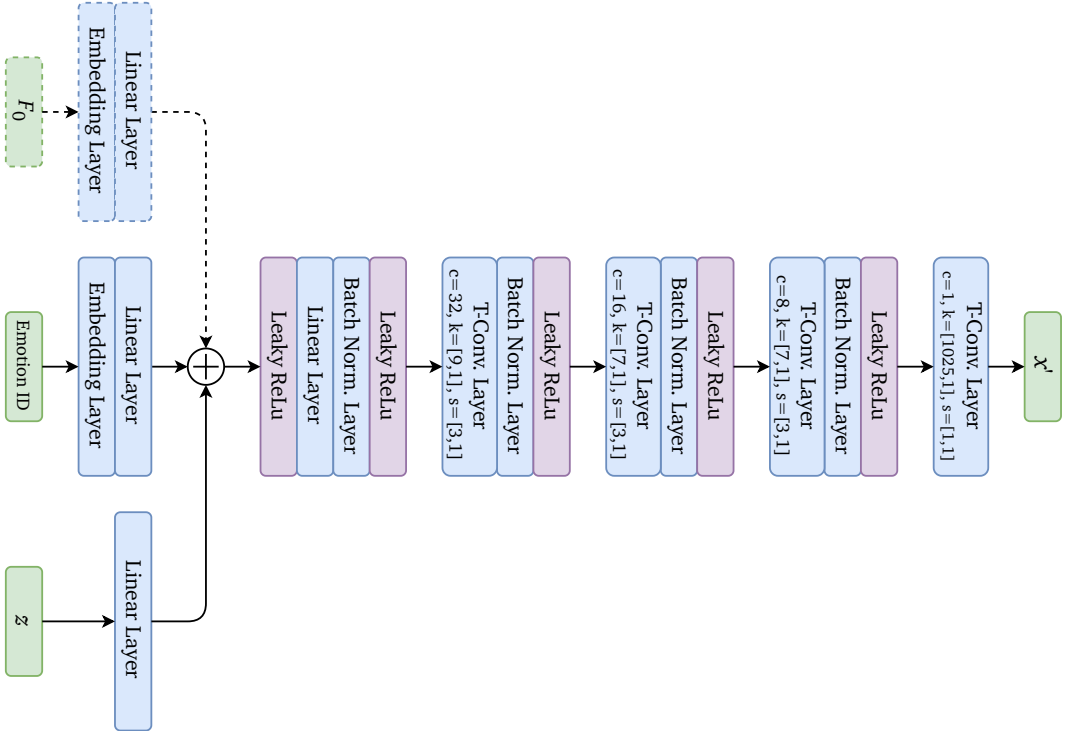 x'
T-Conv. Layer
c=1, k=[1025,1], s=[1,1]
Leaky ReLu
Batch Norm. Layer
T-Conv. Layer
c=8, k=[7,1], s=[3,1]
Leaky ReLu
Batch Norm. Layer
T-Conv. Layer
c=16, k=[7,1], s=[3,1]
Leaky ReLu
Batch Norm. Layer
T-Conv. Layer
c=32, k=[9,1], s=[3,1]
Leaky ReLu
Batch Norm. Layer
Linear Layer
Leaky ReLu
Linear Layer
Embedding Layer
F₀
Linear Layer
Embedding Layer
Emotion ID
Linear Layer
z